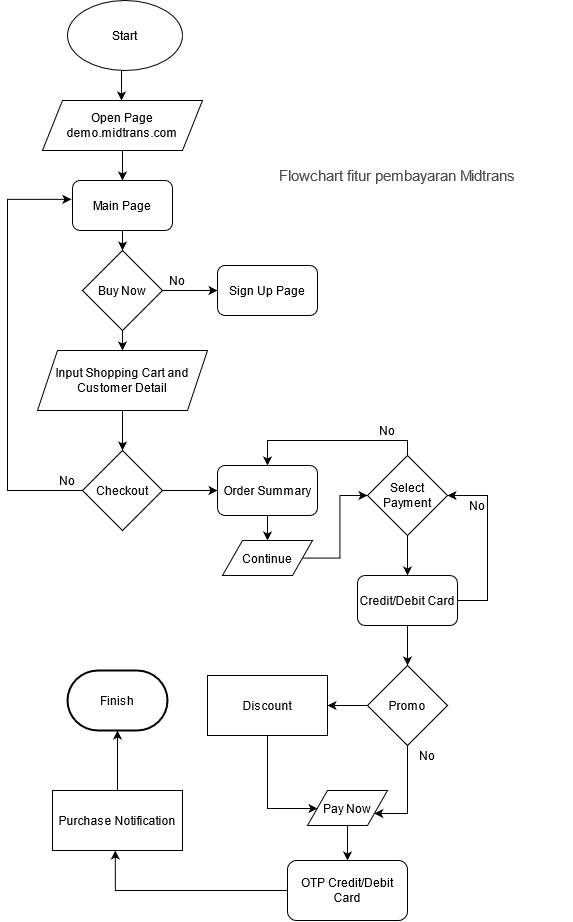 Start
Open Page
demo.midtrans.com
Flowchart fitur pembayaran Midtrans
Main Page
Buy Now
No
Sign Up Page
Input Shopping Cart and
Customer Detail
No
Checkout
Order Summary
No
Select
Payment
No
Continue
Credit/Debit Card
Finish
Discount
Promo
No
Pay Now
Purchase Notification
OTP Credit/Debit
Card